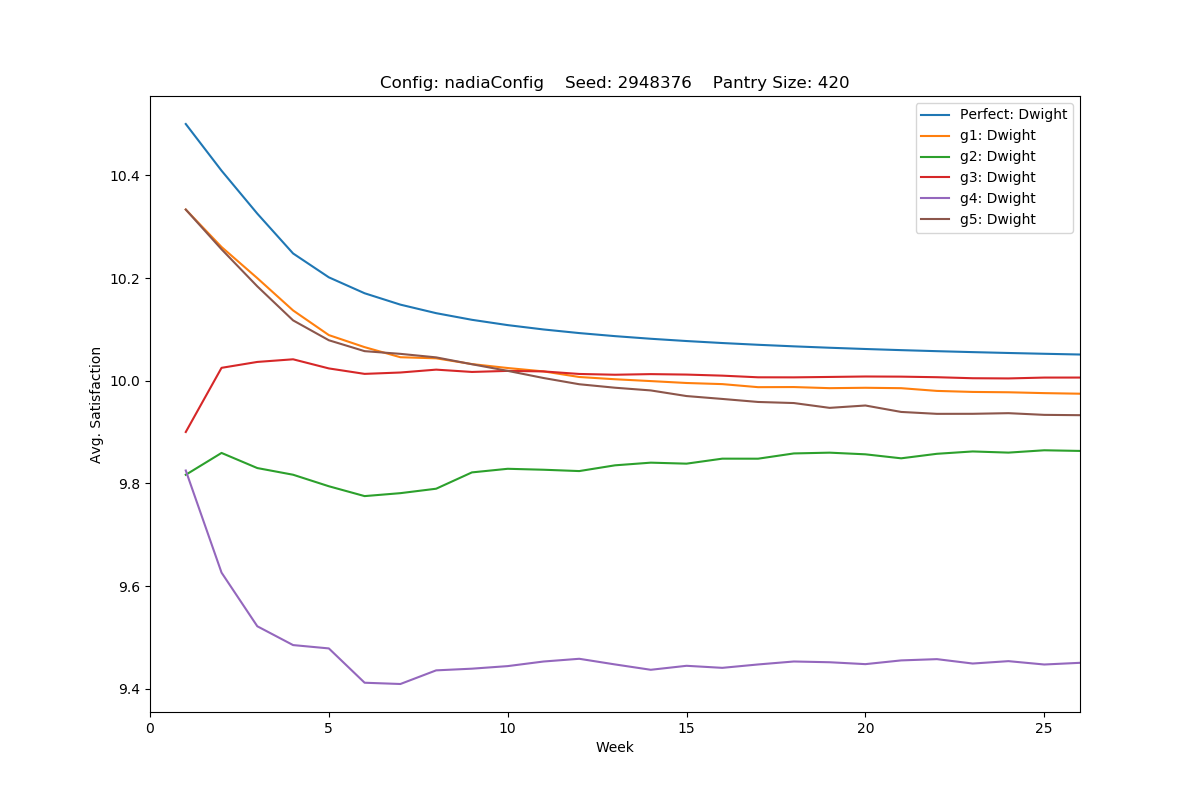 Config: nadiaConfig    Seed: 2948376    Pantry Size: 420
Perfect: Dwight
g1: Dwight
g2: Dwight
g3: Dwight
g4: Dwight
g5: Dwight
10.4
10.2
10.0
9.8
9.6
9.4
Avg. Satisfaction
0 5 10 15 20 25
Week